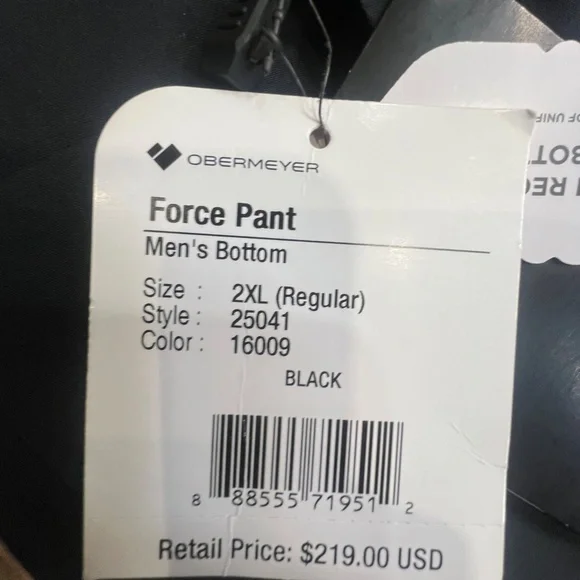 OBERMEYER
Force Pant
Men's Bottom
Size : 2XL (Regular)
Style : 25041
Color : 16009
BLACK
8 88555 71951 2
Retail Price: $219.00 USD